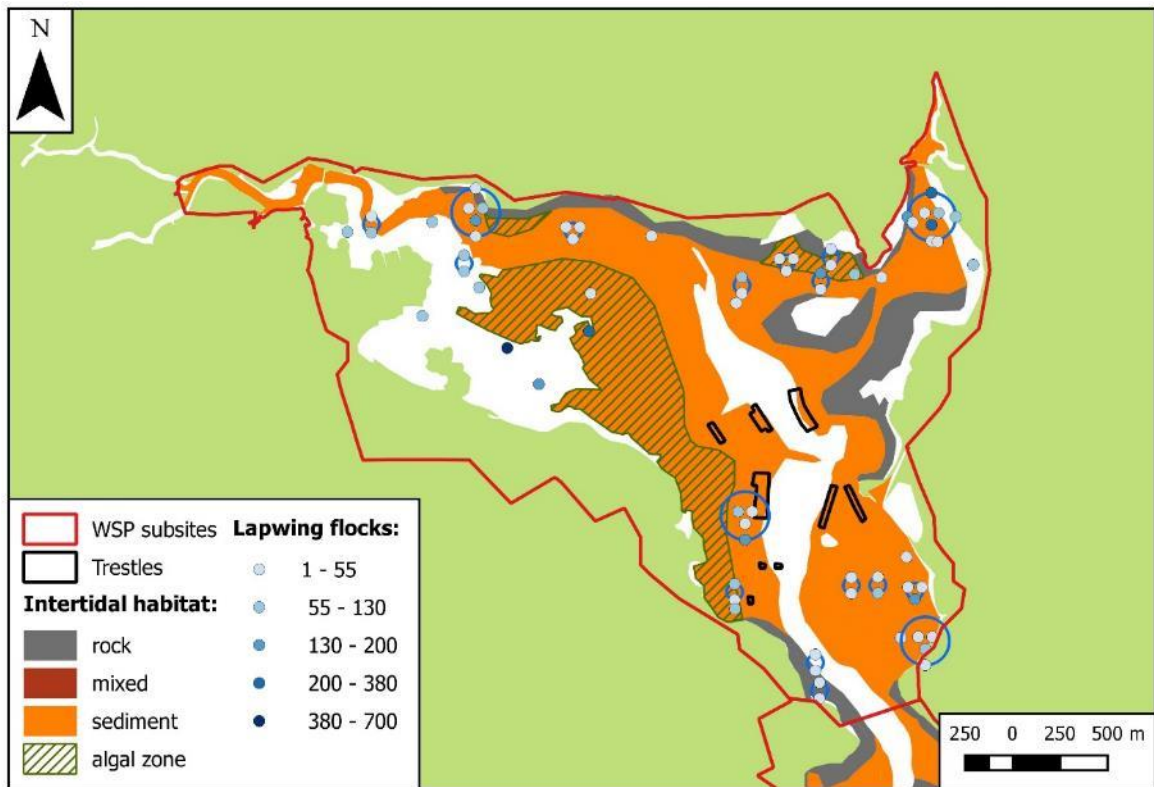 N
WSP subsites
Trestles
Intertidal habitat:
rock
mixed
sediment
algal zone
Lapwing flocks:
1 - 55
55 - 130
130 - 200
200 - 380
380 - 700
250 0 250 500 m